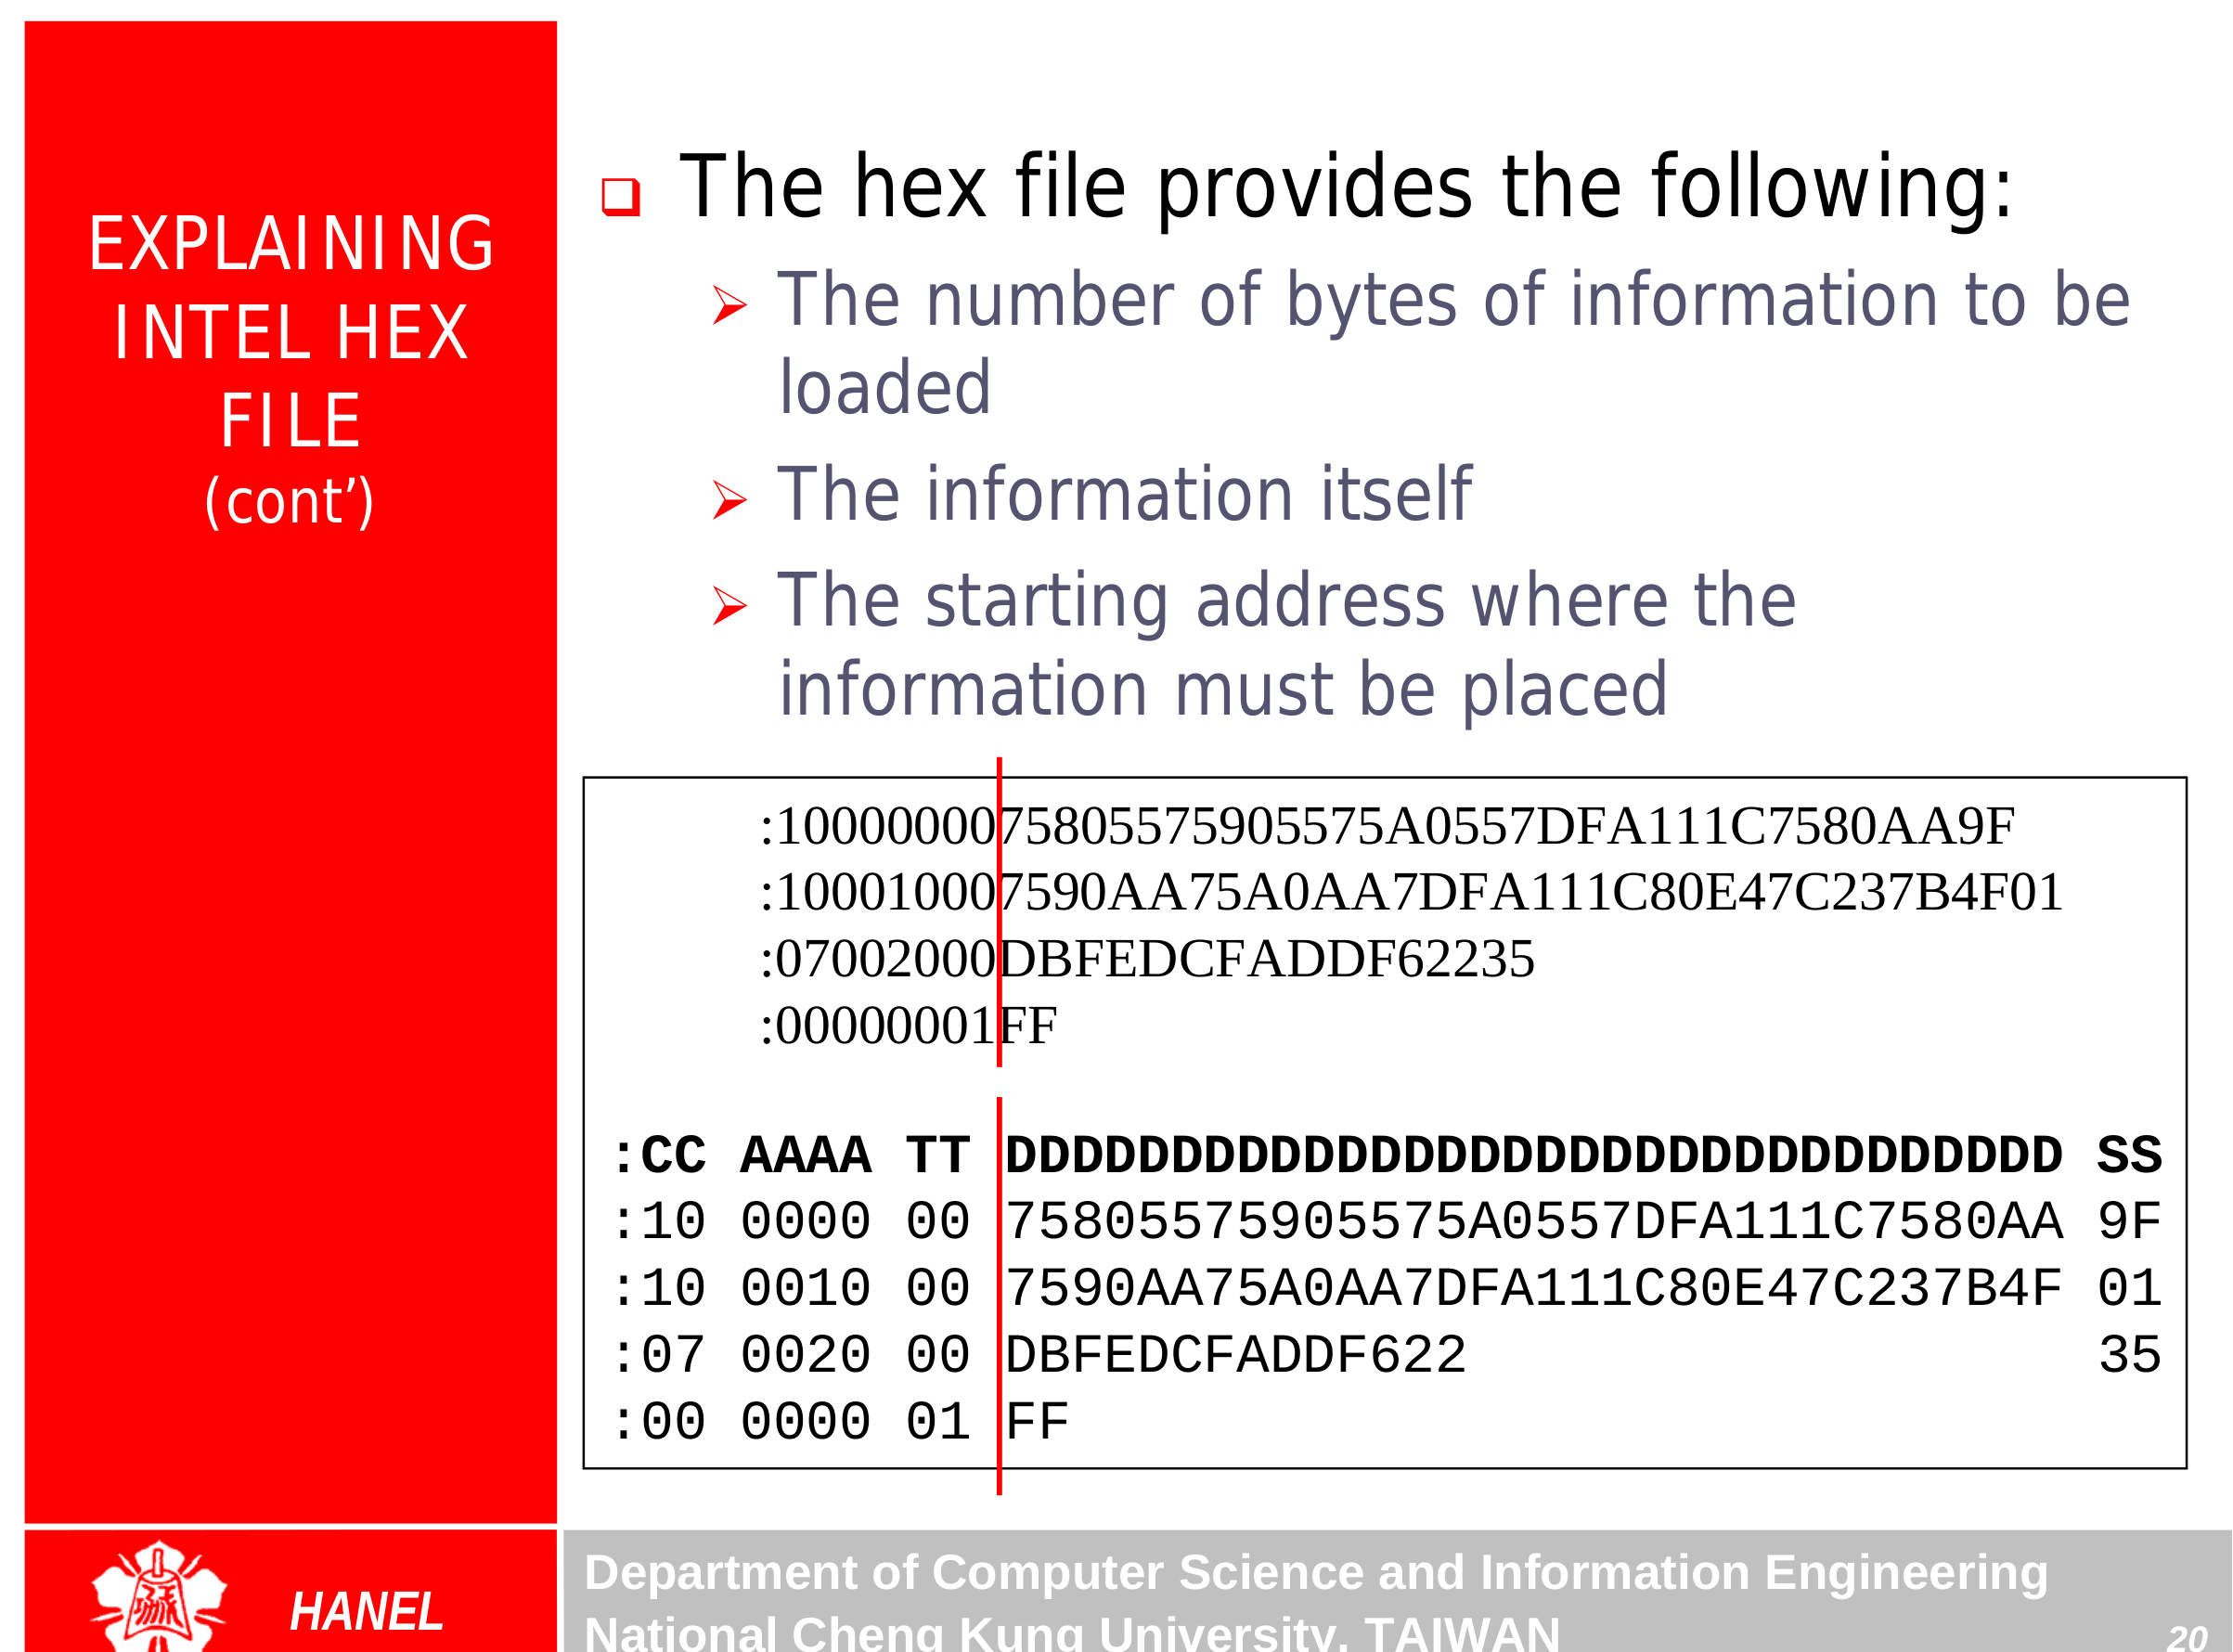 EXPLAINING
INTEL HEX
FILE
(cont’)
The hex file provides the following:
The number of bytes of information to be
loaded
The information itself
The starting address where the
information must be placed
:1000000075805575905575A0557DFA111C7580AA9F
:100010007590AA75A0AA7DFA111C80E47C237B4F01
:07002000DBFEDCFADDF62235
:00000001FF
:CC AAAA TT DDDDDDDDDDDDDDDDDDDDDDDDDDDDDDDD SS
:10 0000 00 75805575905575A0557DFA111C7580AA 9F
:10 0010 00 7590AA75A0AA7DFA111C80E47C237B4F 01
:07 0020 00 DBFEDCFADDF622 35
:00 0000 01 FF
HANEL
Department of Computer Science and Information Engineering
National Cheng Kung University, TAIWAN
20